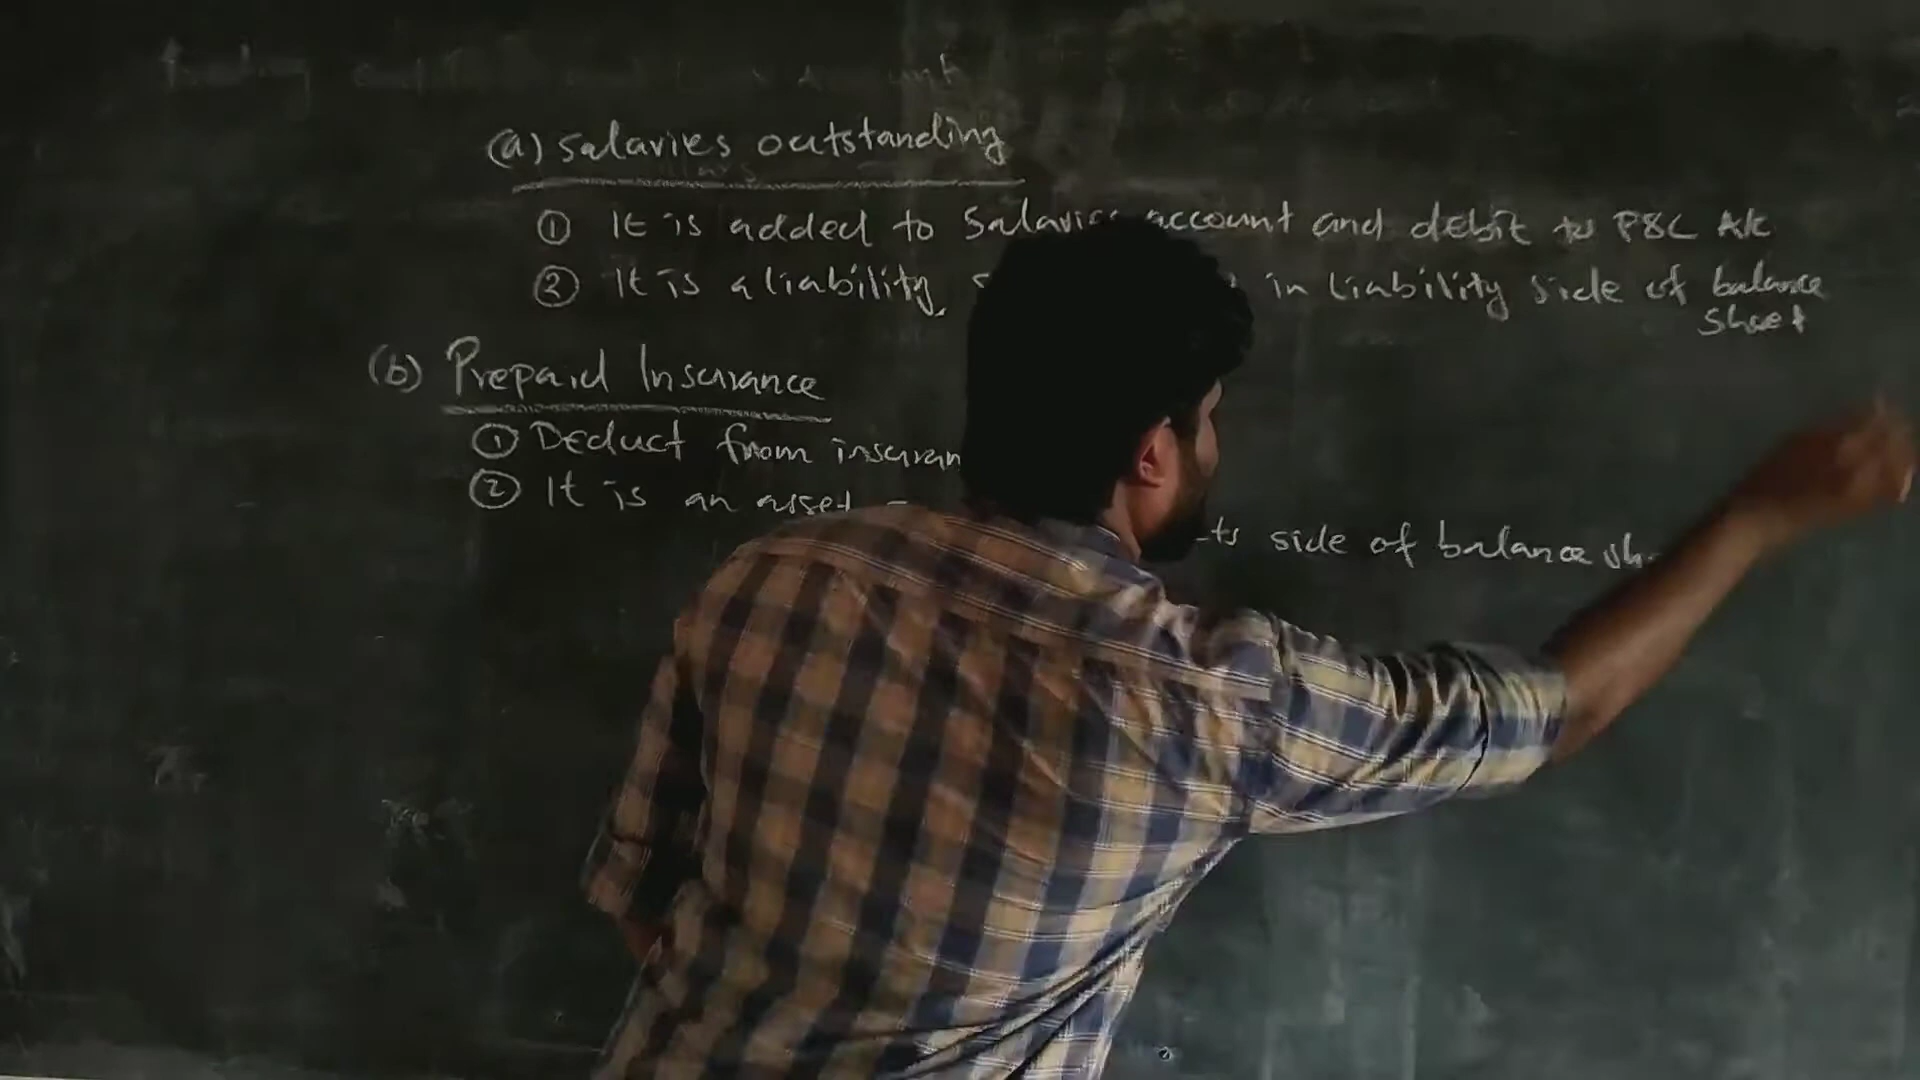 (a) Salaries outstanding
① It is added to Salaries account and debit to P&L A/c
② It is a liability, in liability side of balance
sheet
(b) Prepaid Insurance
① Deduct from insuran
② It is an asset
side of balance sh